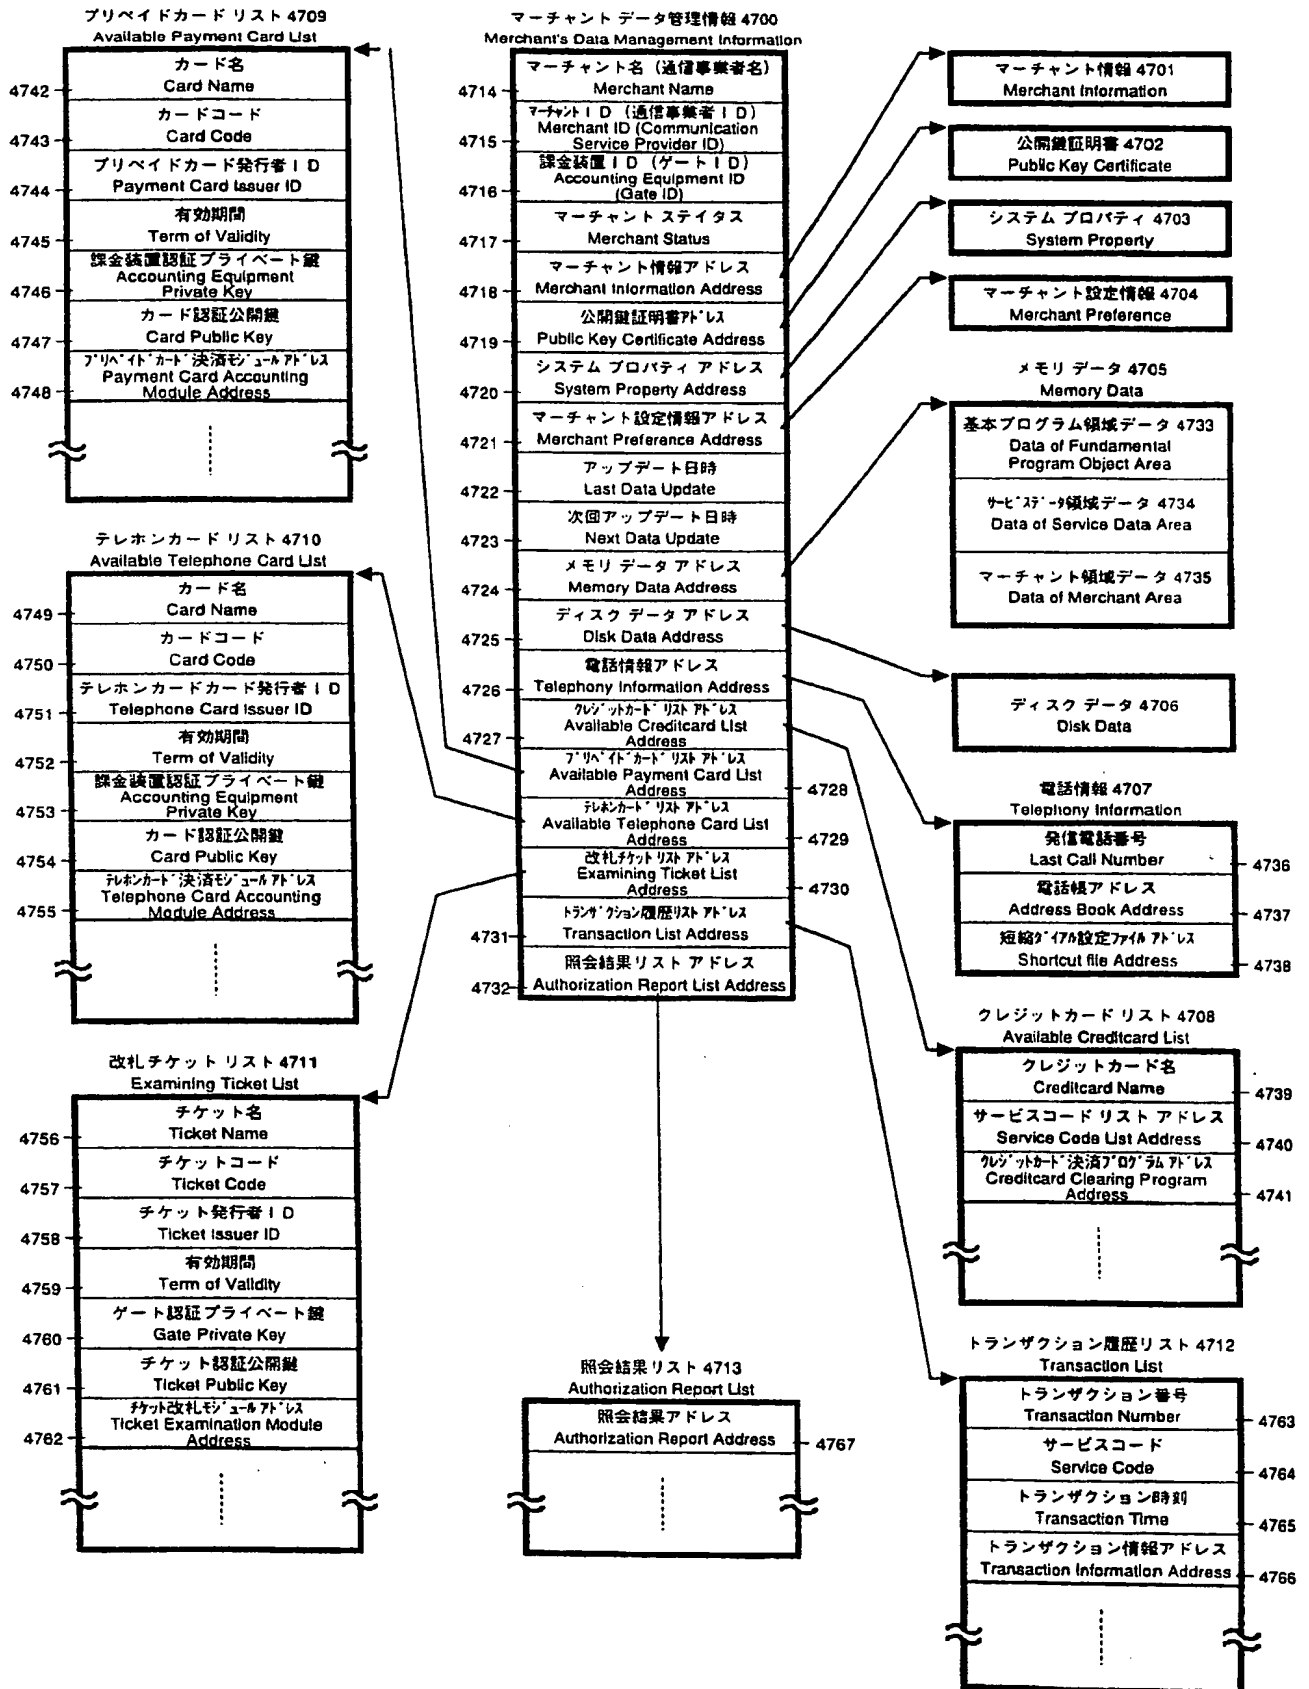 プリペイドカード リスト 4709
Available Payment Card List
カード名
Card Name
4742
カードコード
Card Code
4743
プリペイドカード発行者ＩＤ
Payment Card Issuer ID
4744
有効期間
Term of Validity
4745
課金装置認証プライベート鍵
Accounting Equipment
Private Key
4746
カード認証公開鍵
Card Public Key
4747
プリペイドカード決済モジュールアドレス
Payment Card Accounting
Module Address
4748
テレホンカード リスト 4710
Available Telephone Card List
カード名
Card Name
4749
カードコード
Card Code
4750
テレホンカードカード発行者ＩＤ
Telephone Card Issuer ID
4751
有効期間
Term of Validity
4752
課金装置認証プライベート鍵
Accounting Equipment
Private Key
4753
カード認証公開鍵
Card Public Key
4754
テレホンカード決済モジュールアドレス
Telephone Card Accounting
Module Address
4755
改札チケット リスト 4711
Examining Ticket List
チケット名
Ticket Name
4756
チケットコード
Ticket Code
4757
チケット発行者ＩＤ
Ticket Issuer ID
4758
有効期間
Term of Validity
4759
ゲート認証プライベート鍵
Gate Private Key
4760
チケット認証公開鍵
Ticket Public Key
4761
チケット改札モジュールアドレス
Ticket Examination Module
Address
4762
マーチャント データ管理情報 4700
Merchant's Data Management Information
マーチャント名（通信事業者名）
Merchant Name
4714
マーチャントＩＤ（通信事業者ＩＤ）
Merchant ID (Communication
Service Provider ID)
4715
課金装置ＩＤ（ゲートＩＤ）
Accounting Equipment ID
(Gate ID)
4716
マーチャント ステイタス
Merchant Status
4717
マーチャント情報アドレス
Merchant Information Address
4718
公開鍵証明書アドレス
Public Key Certificate Address
4719
システム プロパティ アドレス
System Property Address
4720
マーチャント設定情報アドレス
Merchant Preference Address
4721
アップデート日時
Last Data Update
4722
次回アップデート日時
Next Data Update
4723
メモリ データ アドレス
Memory Data Address
4724
ディスク データ アドレス
Disk Data Address
4725
電話情報アドレス
Telephony Information Address
4726
クレジットカード リスト アドレス
Available Creditcard List
Address
4727
プリペイドカード リスト アドレス
Available Payment Card List
Address
4728
テレホンカード リスト アドレス
Available Telephone Card List
Address
4729
改札チケット リスト アドレス
Examining Ticket List
Address
4730
トランザクション履歴リスト アドレス
Transaction List Address
4731
照会結果リスト アドレス
Authorization Report List Address
4732
照会結果リスト 4713
Authorization Report List
照会結果アドレス
Authorization Report Address
4767
マーチャント情報 4701
Merchant Information
公開鍵証明書 4702
Public Key Certificate
システム プロパティ 4703
System Property
マーチャント設定情報 4704
Merchant Preference
メモリ データ 4705
Memory Data
基本プログラム領域データ 4733
Data of Fundamental
Program Object Area
サービスデータ領域データ 4734
Data of Service Data Area
マーチャント領域データ 4735
Data of Merchant Area
ディスク データ 4706
Disk Data
電話情報 4707
Telephony Information
発信電話番号
Last Call Number
4736
電話帳アドレス
Address Book Address
4737
短縮ダイアル設定ファイル アドレス
Shortcut file Address
4738
クレジットカード リスト 4708
Available Creditcard List
クレジットカード名
Creditcard Name
4739
サービスコード リスト アドレス
Service Code List Address
4740
クレジットカード決済プログラム アドレス
Creditcard Clearing Program
Address
4741
トランザクション履歴リスト 4712
Transaction List
トランザクション番号
Transaction Number
4763
サービスコード
Service Code
4764
トランザクション時刻
Transaction Time
4765
トランザクション情報アドレス
Transaction Information Address
4766